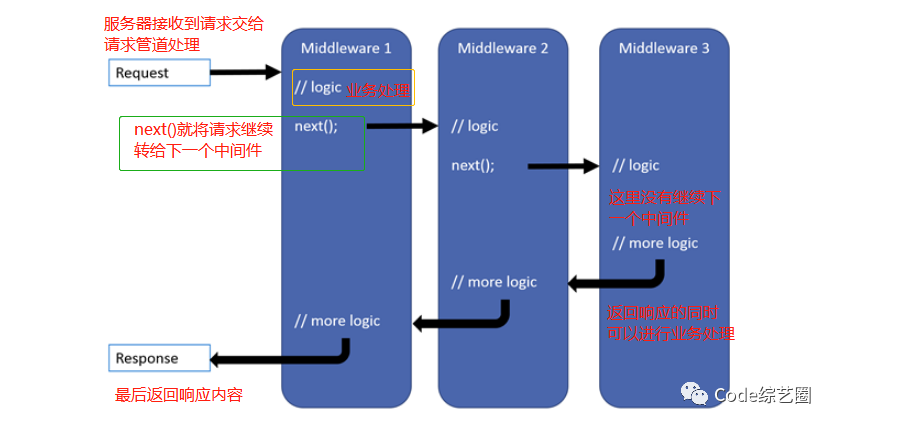 服务器接收到请求交给
请求管道处理
Request
Middleware 1
Middleware 2
Middleware 3
// logic 业务处理
next();
next()就将请求继续
转给下一个中间件
// logic
next();
// logic
这里没有继续下
一个中间件
// more logic
// more logic
// more logic
返回响应的同时
可以进行业务处理
Response
最后返回响应内容
Code综艺圈